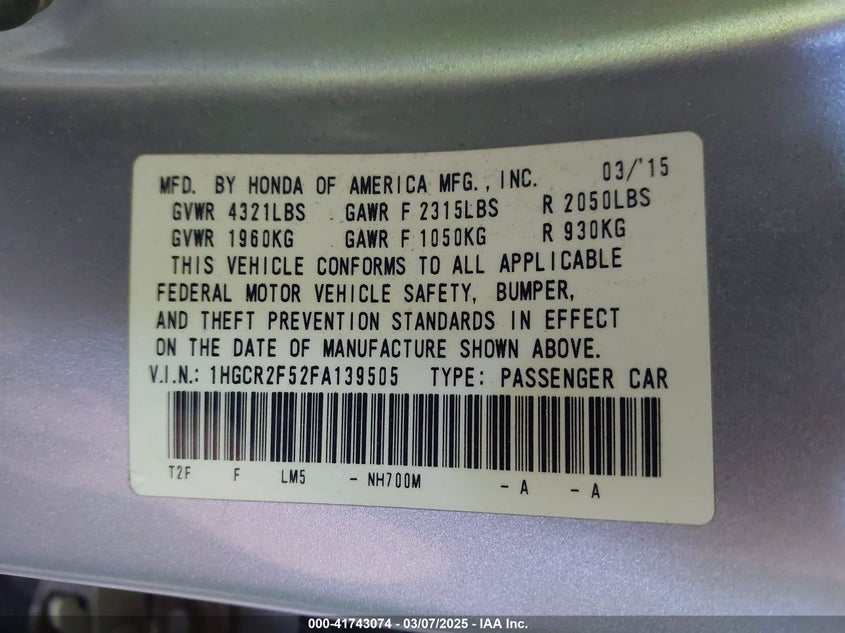 MFD. BY HONDA OF AMERICA MFG., INC. 03/'15
GVWR 4321LBS GAWR F 2315LBS R 2050LBS
GVWR 1960KG GAWR F 1050KG R 930KG
THIS VEHICLE CONFORMS TO ALL APPLICABLE
FEDERAL MOTOR VEHICLE SAFETY, BUMPER,
AND THEFT PREVENTION STANDARDS IN EFFECT
ON THE DATE OF MANUFACTURE SHOWN ABOVE.
V.I.N.: 1HGCR2F52FA139505 TYPE: PASSENGER CAR
T2F F LM5 - NH700M - A - A
000-41743074 / 03/07/2025 - IAA Inc.